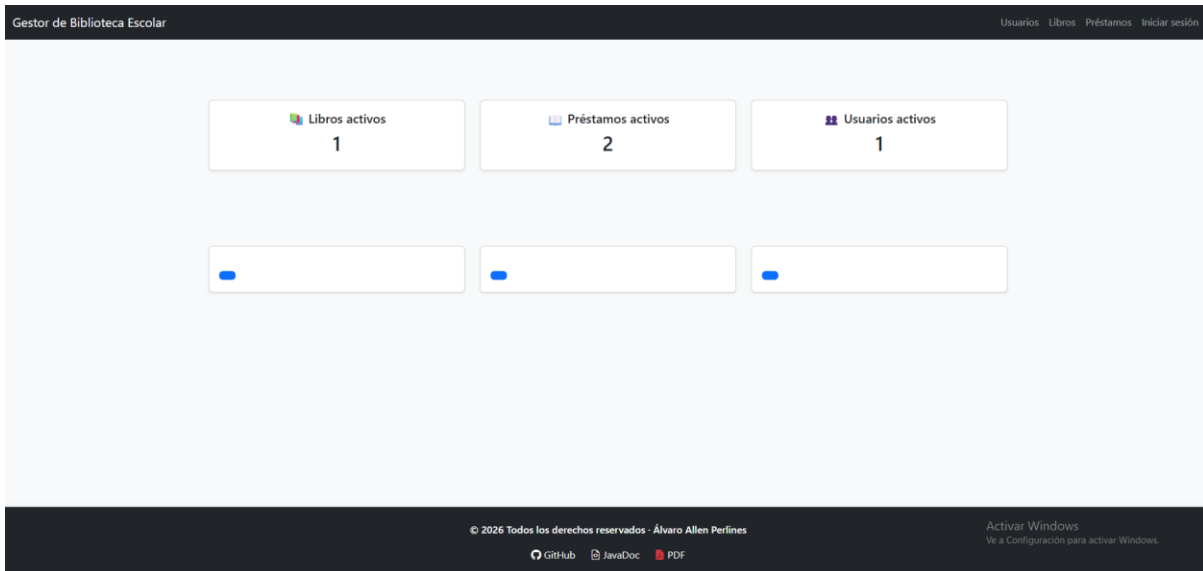 Gestor de Biblioteca Escolar
Usuarios Libros Préstamos Iniciar sesión
Libros activos
1
Préstamos activos
2
Usuarios activos
1
© 2026 Todos los derechos reservados · Álvaro Allen Perlines
GitHub JavaDoc PDF
Activar Windows
Ve a Configuración para activar Windows.